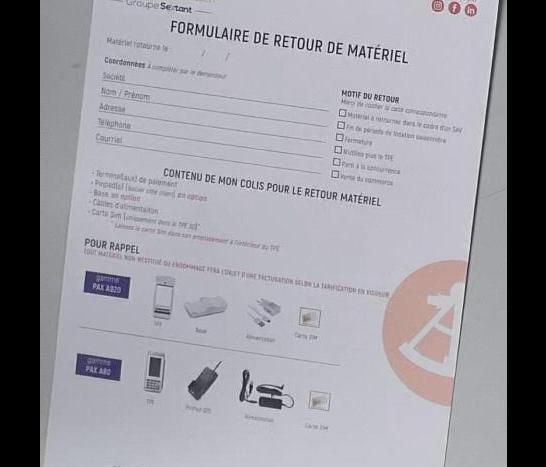 Groupe Sextant
FORMULAIRE DE RETOUR DE MATÉRIEL
Matériel retourné le : / /
Coordonnées à compléter par le demandeur
Société
Nom / Prénom
Adresse
Téléphone
Courriel
MOTIF DU RETOUR
Merci de cocher la case correspondante
Matériel à retourner dans le cadre d'un SAV
Fin de période de location saisonnière
Fermeture
N'utilise plus le TPE
Parti à la concurrence
Vente du commerce
CONTENU DE MON COLIS POUR LE RETOUR MATÉRIEL
- Terminal(aux) de paiement
- Pinpad(s) (boitier côté client) en option
- Base en option
- Câbles d'alimentation
- Carte Sim (uniquement dans le TPE 3G)*
* Laissez la carte Sim dans son emplacement à l'intérieur du TPE
POUR RAPPEL
TOUT MATÉRIEL NON RESTITUÉ OU ENDOMMAGÉ FERA L'OBJET D'UNE FACTURATION SELON LA TARIFICATION EN VIGUEUR
gamme
PAX A920
TPE
Base
Alimentation
Carte SIM
gamme
PAX A80
TPE
Alimentation
Carte SIM